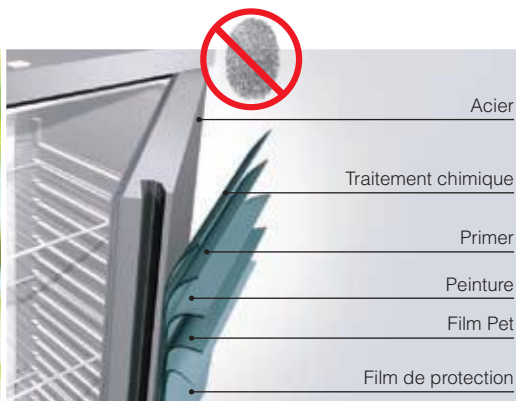 Acier
Traitement chimique
Primer
Peinture
Film Pet
Film de protection